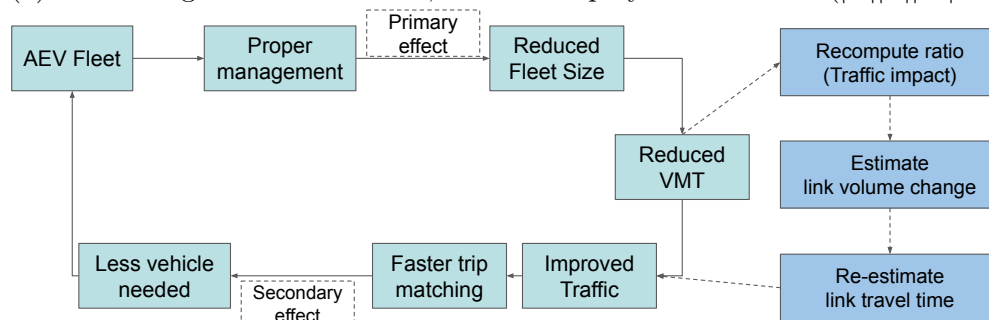 AEV Fleet
Proper
management
Primary
effect
Reduced
Fleet Size
Recompute ratio
(Traffic impact)
Reduced
VMT
Estimate
link volume change
Less vehicle
needed
Secondary
effect
Faster trip
matching
Improved
Traffic
Re-estimate
link travel time